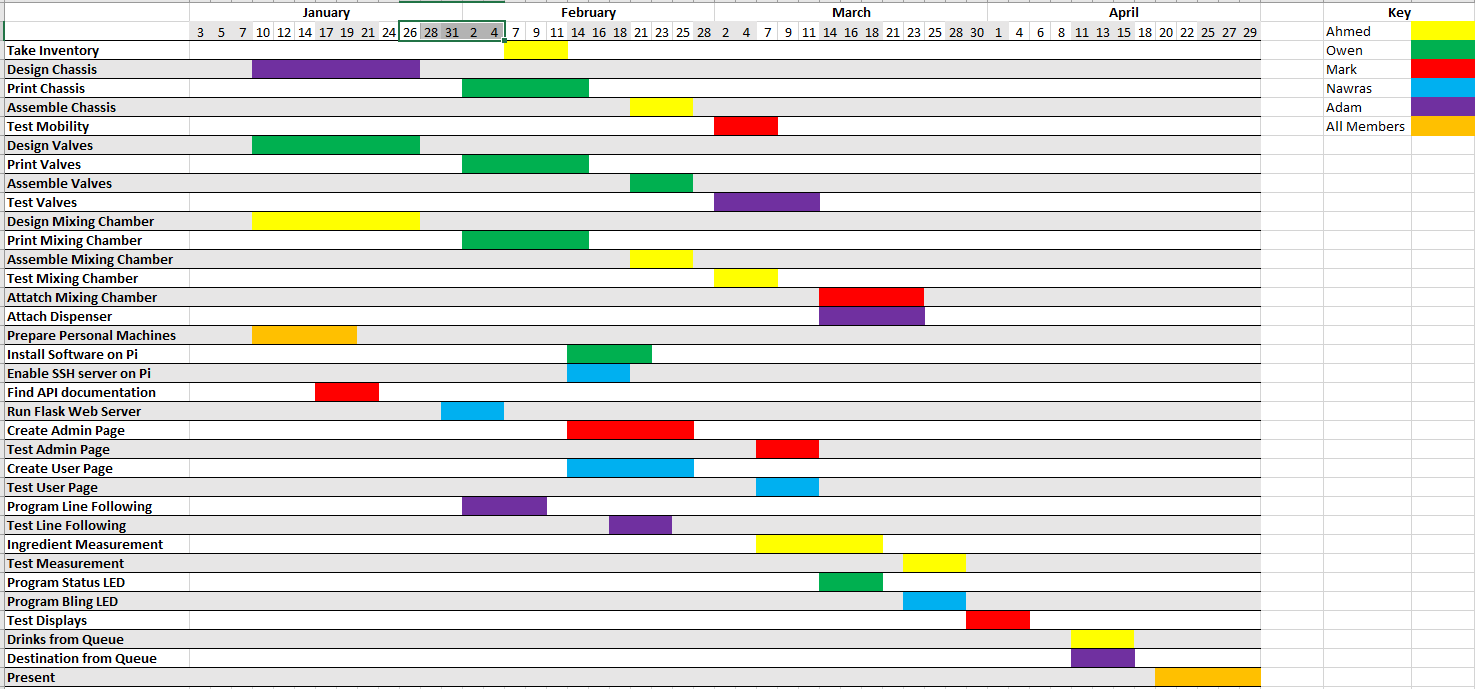 January February March April Key
3 5 7 10 12 14 17 19 21 24 26 28 31 2 4 7 9 11 14 16 18 21 23 25 28 2 4 7 9 11 14 16 18 21 23 25 28 30 1 4 6 8 11 13 15 18 20 22 25 27 29 Ahmed
Take Inventory Owen
Design Chassis Mark
Print Chassis Nawras
Assemble Chassis Adam
Test Mobility All Members
Design Valves
Print Valves
Assemble Valves
Test Valves
Design Mixing Chamber
Print Mixing Chamber
Assemble Mixing Chamber
Test Mixing Chamber
Attatch Mixing Chamber
Attach Dispenser
Prepare Personal Machines
Install Software on Pi
Enable SSH server on Pi
Find API documentation
Run Flask Web Server
Create Admin Page
Test Admin Page
Create User Page
Test User Page
Program Line Following
Test Line Following
Ingredient Measurement
Test Measurement
Program Status LED
Program Bling LED
Test Displays
Drinks from Queue
Destination from Queue
Present